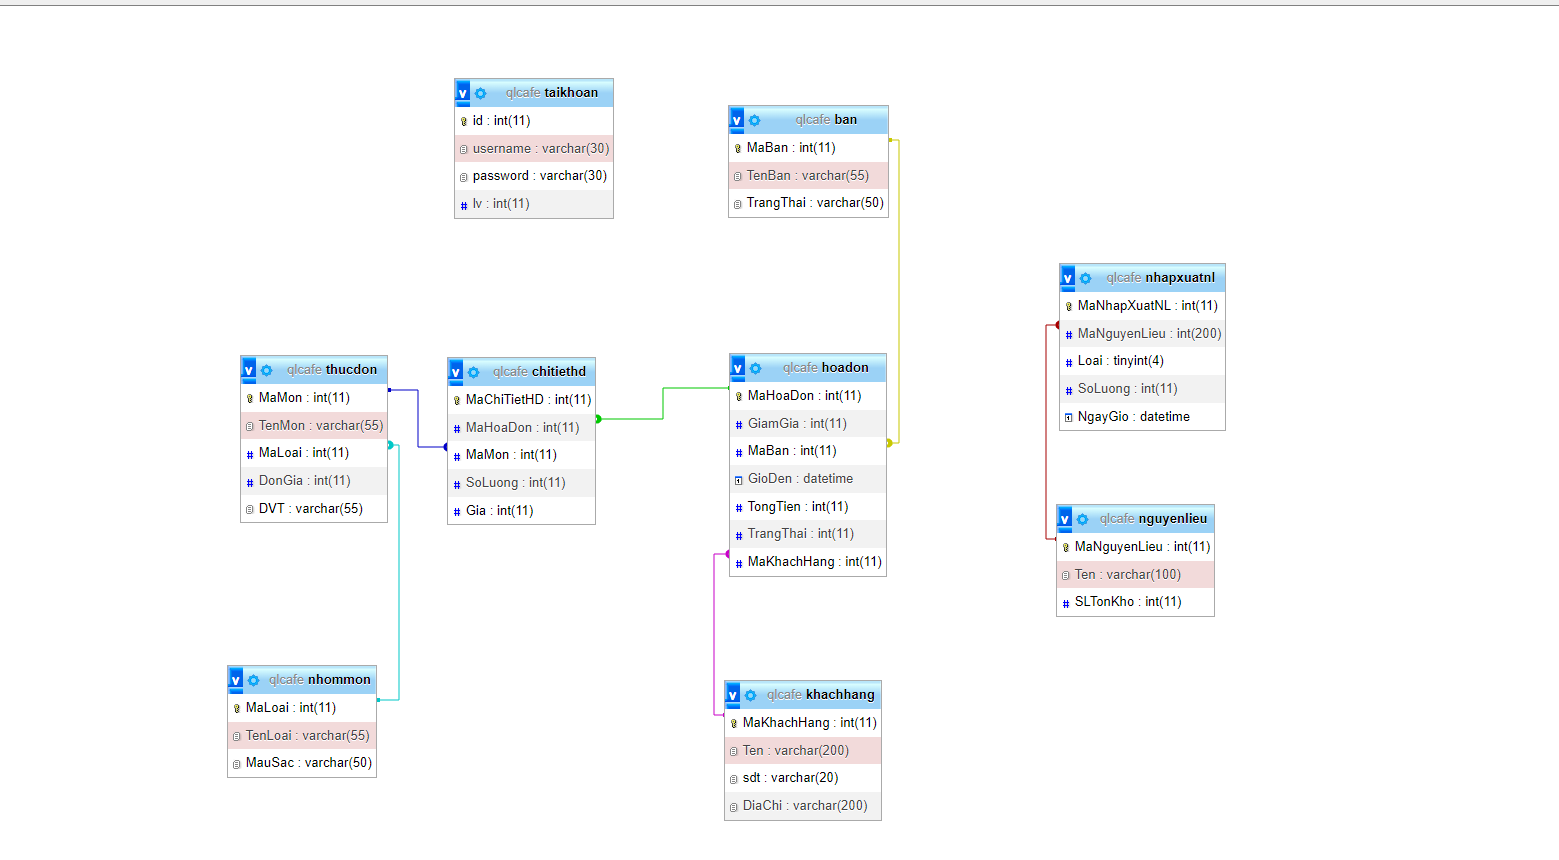 v qlcafe taikhoan
id : int(11)
username : varchar(30)
password : varchar(30)
# lv : int(11)
v qlcafe ban
MaBan : int(11)
TenBan : varchar(55)
TrangThai : varchar(50)
v qlcafe nhapxuatnl
MaNhapXuatNL : int(11)
# MaNguyenLieu : int(200)
# Loai : tinyint(4)
# SoLuong : int(11)
NgayGio : datetime
v qlcafe thucdon
MaMon : int(11)
TenMon : varchar(55)
# MaLoai : int(11)
# DonGia : int(11)
DVT : varchar(55)
v qlcafe chitiethd
MaChiTietHD : int(11)
# MaHoaDon : int(11)
# MaMon : int(11)
# SoLuong : int(11)
# Gia : int(11)
v qlcafe hoadon
MaHoaDon : int(11)
# GiamGia : int(11)
# MaBan : int(11)
GioDen : datetime
# TongTien : int(11)
# TrangThai : int(11)
# MaKhachHang : int(11)
v qlcafe nguyenlieu
MaNguyenLieu : int(11)
Ten : varchar(100)
# SLTonKho : int(11)
v qlcafe nhommon
MaLoai : int(11)
TenLoai : varchar(55)
MauSac : varchar(50)
v qlcafe khachhang
MaKhachHang : int(11)
Ten : varchar(200)
sdt : varchar(20)
DiaChi : varchar(200)